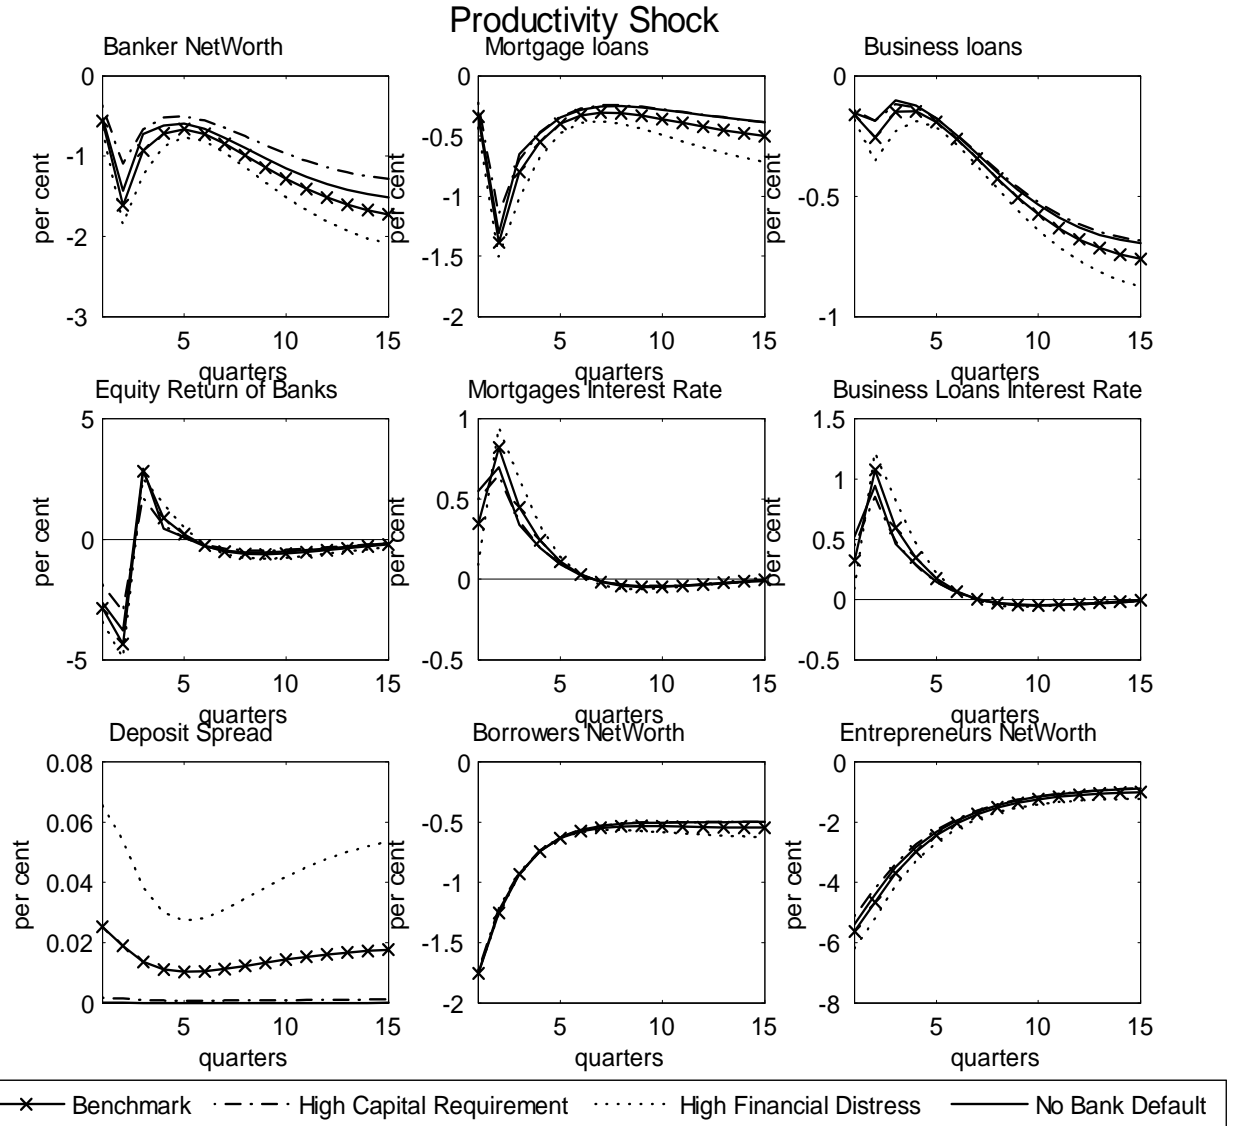 Productivity Shock
Banker NetWorth
Mortgage loans
Business loans
0
-1
-2
-3
per cent
5 10 15
quarters
0
-0.5
-1
-1.5
-2
per cent
5 10 15
quarters
0
-0.5
-1
per cent
5 10 15
quarters
Equity Return of Banks
Mortgages Interest Rate
Business Loans Interest Rate
5
0
-5
per cent
5 10 15
quarters
1
0.5
0
-0.5
per cent
5 10 15
quarters
1.5
1
0.5
0
-0.5
per cent
5 10 15
quarters
Deposit Spread
Borrowers NetWorth
Entrepreneurs NetWorth
0.08
0.06
0.04
0.02
0
per cent
5 10 15
quarters
0
-0.5
-1
-1.5
-2
per cent
5 10 15
quarters
0
-2
-4
-6
-8
per cent
5 10 15
quarters
Benchmark High Capital Requirement High Financial Distress No Bank Default